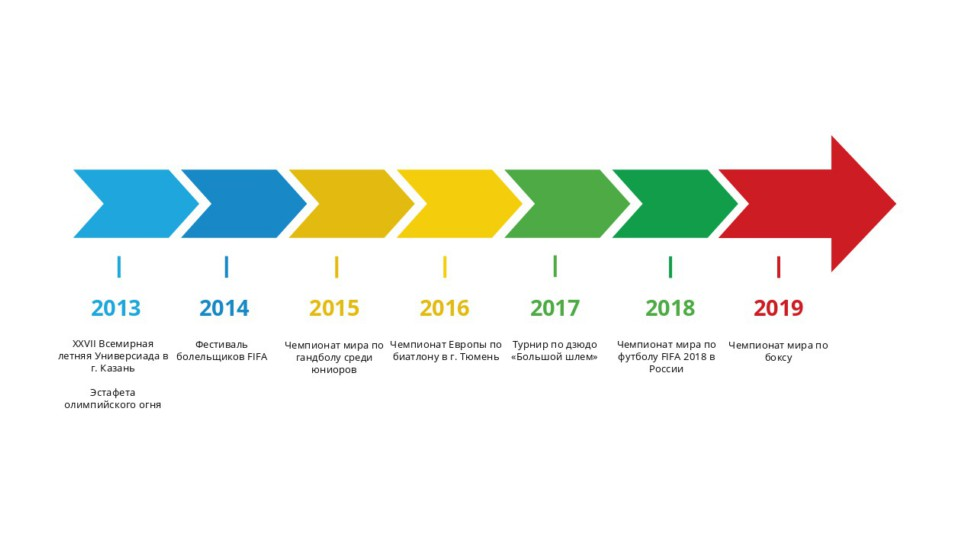 2013
2014
2015
2016
2017
2018
2019
XXVII Всемирная
летняя Универсиада в
г. Казань
Эстафета
олимпийского огня
Фестиваль
болельщиков FIFA
Чемпионат мира по
гандболу среди
юниоров
Чемпионат Европы по
биатлону в г. Тюмень
Турнир по дзюдо
«Большой шлем»
Чемпионат мира по
футболу FIFA 2018 в
России
Чемпионат мира по
боксу